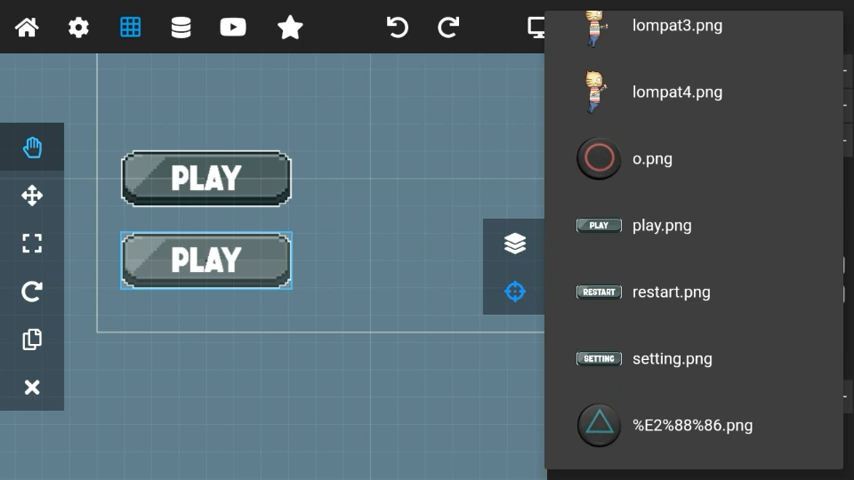 lompat3.png
lompat4.png
o.png
PLAY
PLAY
PLAY
play.png
RESTART
restart.png
SETTING
setting.png
%E2%88%86.png